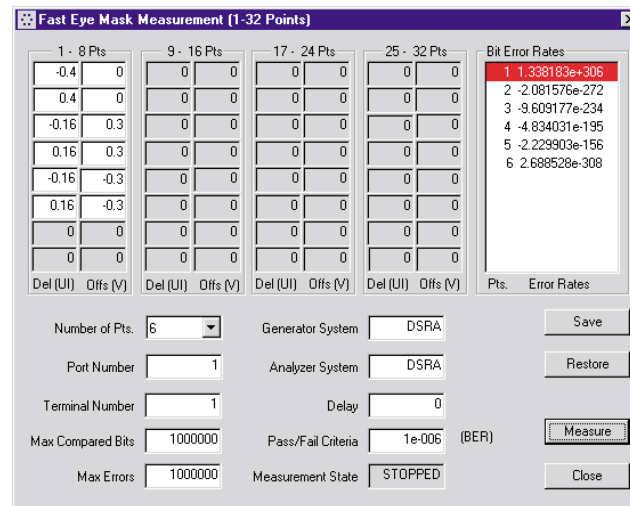 Fast Eye Mask Measurement (1-32 Points)
1 - 8 Pts 9 - 16 Pts 17 - 24 Pts 25 - 32 Pts Bit Error Rates
-0.4 0 0 0 0 0 0 0 1 1.338183e+306
0.4 0 0 0 0 0 0 0 2 -2.081576e-272
-0.16 0.3 0 0 0 0 0 0 3 -9.609177e-234
0.16 0.3 0 0 0 0 0 0 4 -4.834031e-195
-0.16 -0.3 0 0 0 0 0 0 5 -2.229903e-156
0.16 -0.3 0 0 0 0 0 0 6 2.688528e-308
0 0 0 0 0 0 0 0
0 0 0 0 0 0 0 0
Del (UI) Offs (V) Del (UI) Offs (V) Del (UI) Offs (V) Del (UI) Offs (V) Pts. Error Rates
Number of Pts. 6 Generator System DSRA Save
Port Number 1 Analyzer System DSRA Restore
Terminal Number 1 Delay 0
Max Compared Bits 1000000 Pass/Fail Criteria 1e-006 (BER) Measure
Max Errors 1000000 Measurement State STOPPED Close